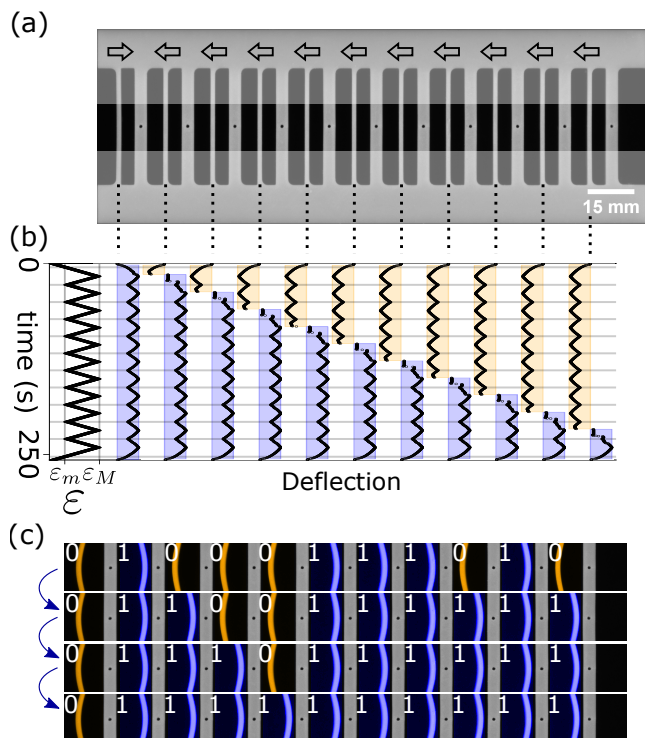 (a)
15 mm
(b)
0
time (s)
250
ε_m ε_M
ε
Deflection
(c)
0 1 0 0 0 1 1 1 0 1 0
0 1 1 0 0 1 1 1 1 1 1
0 1 1 1 0 1 1 1 1 1 1
0 1 1 1 1 1 1 1 1 1 1